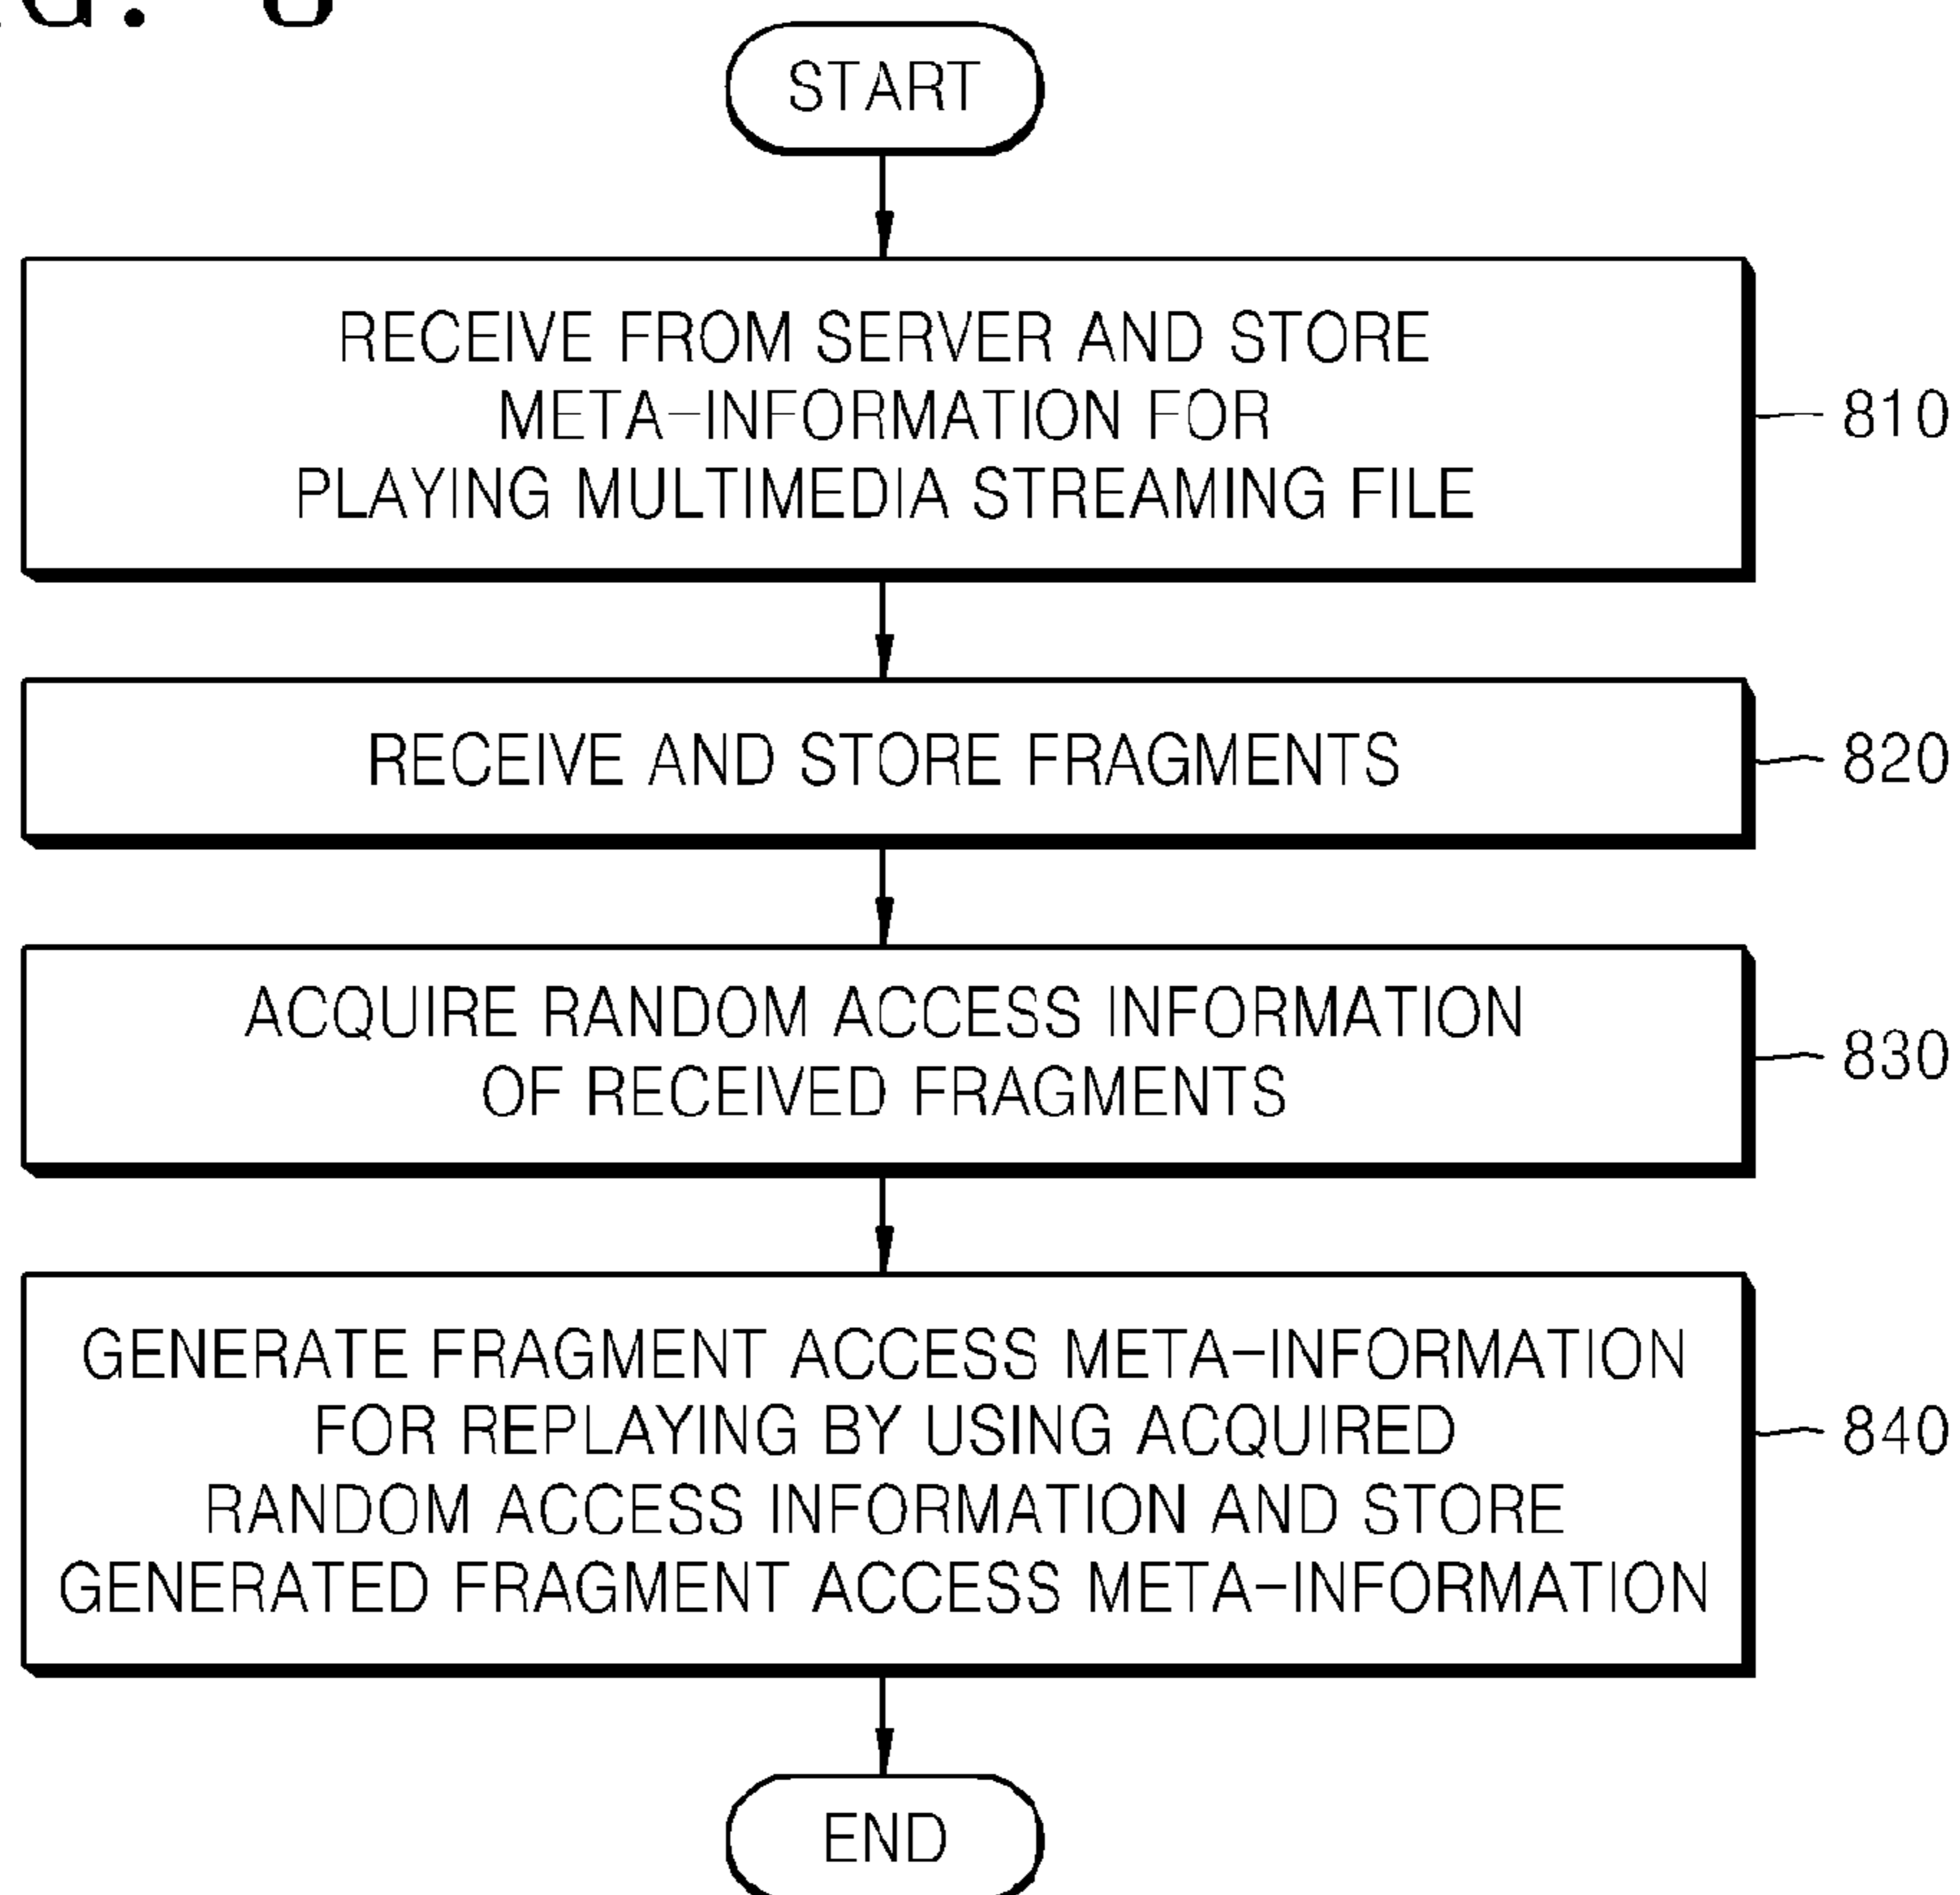 START
RECEIVE FROM SERVER AND STORE
META-INFORMATION FOR
PLAYING MULTIMEDIA STREAMING FILE
810
RECEIVE AND STORE FRAGMENTS
820
ACQUIRE RANDOM ACCESS INFORMATION
OF RECEIVED FRAGMENTS
830
GENERATE FRAGMENT ACCESS META-INFORMATION
FOR REPLAYING BY USING ACQUIRED
RANDOM ACCESS INFORMATION AND STORE
GENERATED FRAGMENT ACCESS META-INFORMATION
840
END